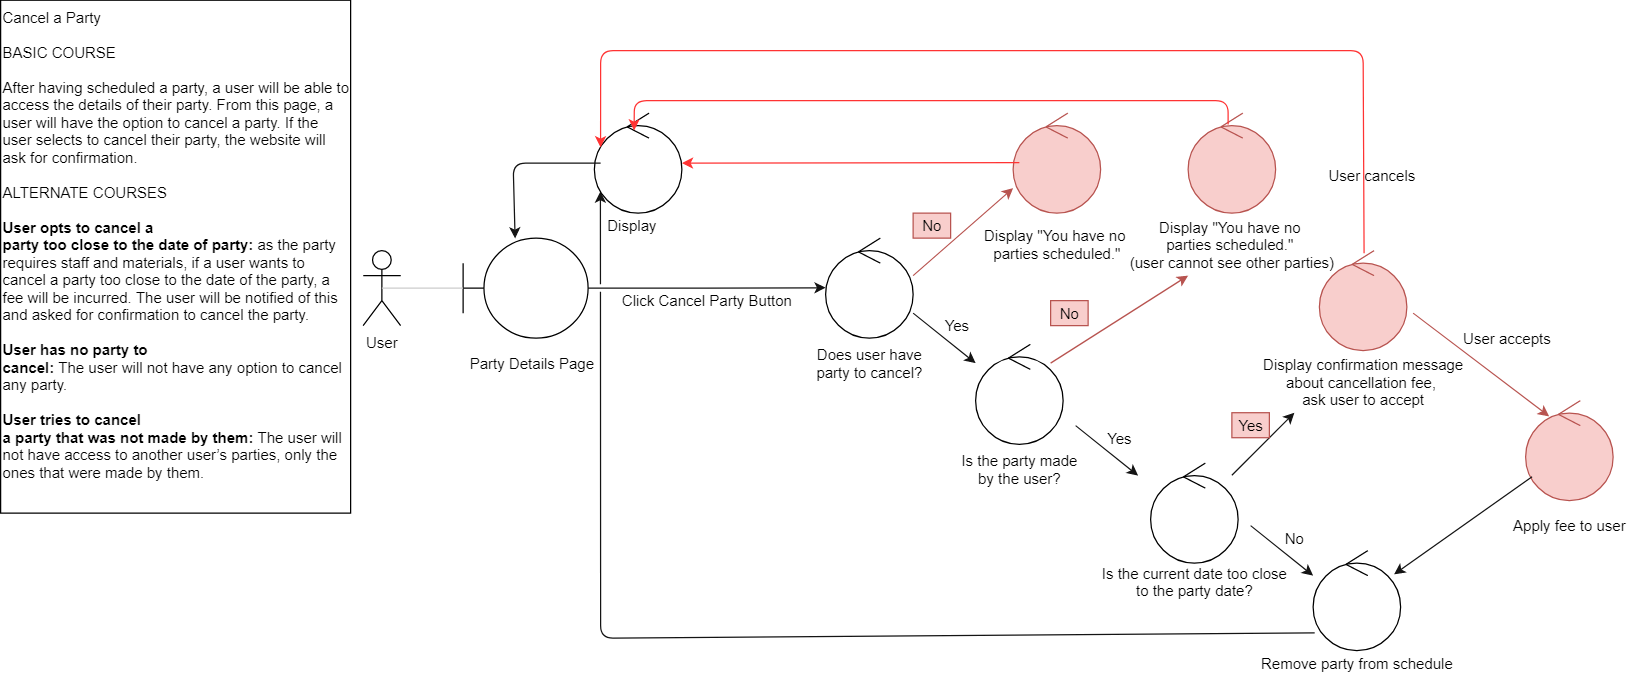 Cancel a Party
BASIC COURSE
After having scheduled a party, a user will be able to
access the details of their party. From this page, a
user will have the option to cancel a party. If the
user selects to cancel their party, the website will
ask for confirmation.
ALTERNATE COURSES
User opts to cancel a
party too close to the date of party: as the party
requires staff and materials, if a user wants to
cancel a party too close to the date of the party, a
fee will be incurred. The user will be notified of this
and asked for confirmation to cancel the party.
User has no party to
cancel: The user will not have any option to cancel
any party.
User tries to cancel
a party that was not made by them: The user will
not have access to another user's parties, only the
ones that were made by them.
User
Party Details Page
Display
Click Cancel Party Button
Does user have
party to cancel?
No
Display "You have no
parties scheduled."
Yes
Is the party made
by the user?
No
Display "You have no
parties scheduled."
(user cannot see other parties)
Yes
Is the current date too close
to the party date?
Yes
Display confirmation message
about cancellation fee,
ask user to accept
User cancels
User accepts
Apply fee to user
No
Remove party from schedule